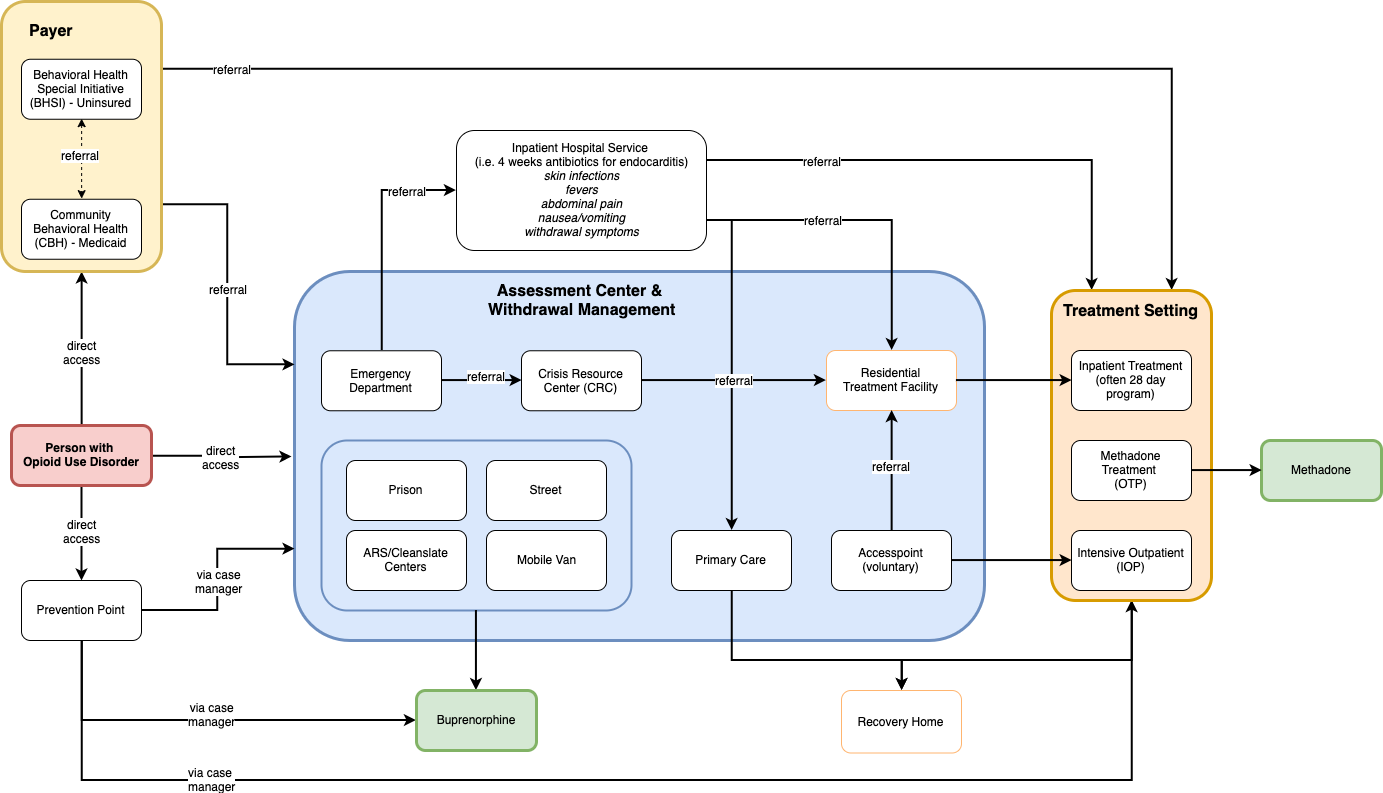 Payer
Behavioral Health
Special Initiative
(BHSI) - Uninsured
referral
Community
Behavioral Health
(CBH) - Medicaid
referral
referral
direct
access
Person with
Opioid Use Disorder
direct
access
direct
access
Prevention Point
via case
manager
via case
manager
via case
manager
Inpatient Hospital Service
(i.e. 4 weeks antibiotics for endocarditis)
skin infections
fevers
abdominal pain
nausea/vomiting
withdrawal symptoms
referral
referral
referral
Assessment Center &
Withdrawal Management
Emergency
Department
referral
Crisis Resource
Center (CRC)
referral
Residential
Treatment Facility
referral
Prison
Street
ARS/Cleanslate
Centers
Mobile Van
Primary Care
Accesspoint
(voluntary)
Treatment Setting
Inpatient Treatment
(often 28 day
program)
Methadone
Treatment
(OTP)
Intensive Outpatient
(IOP)
Methadone
Buprenorphine
Recovery Home